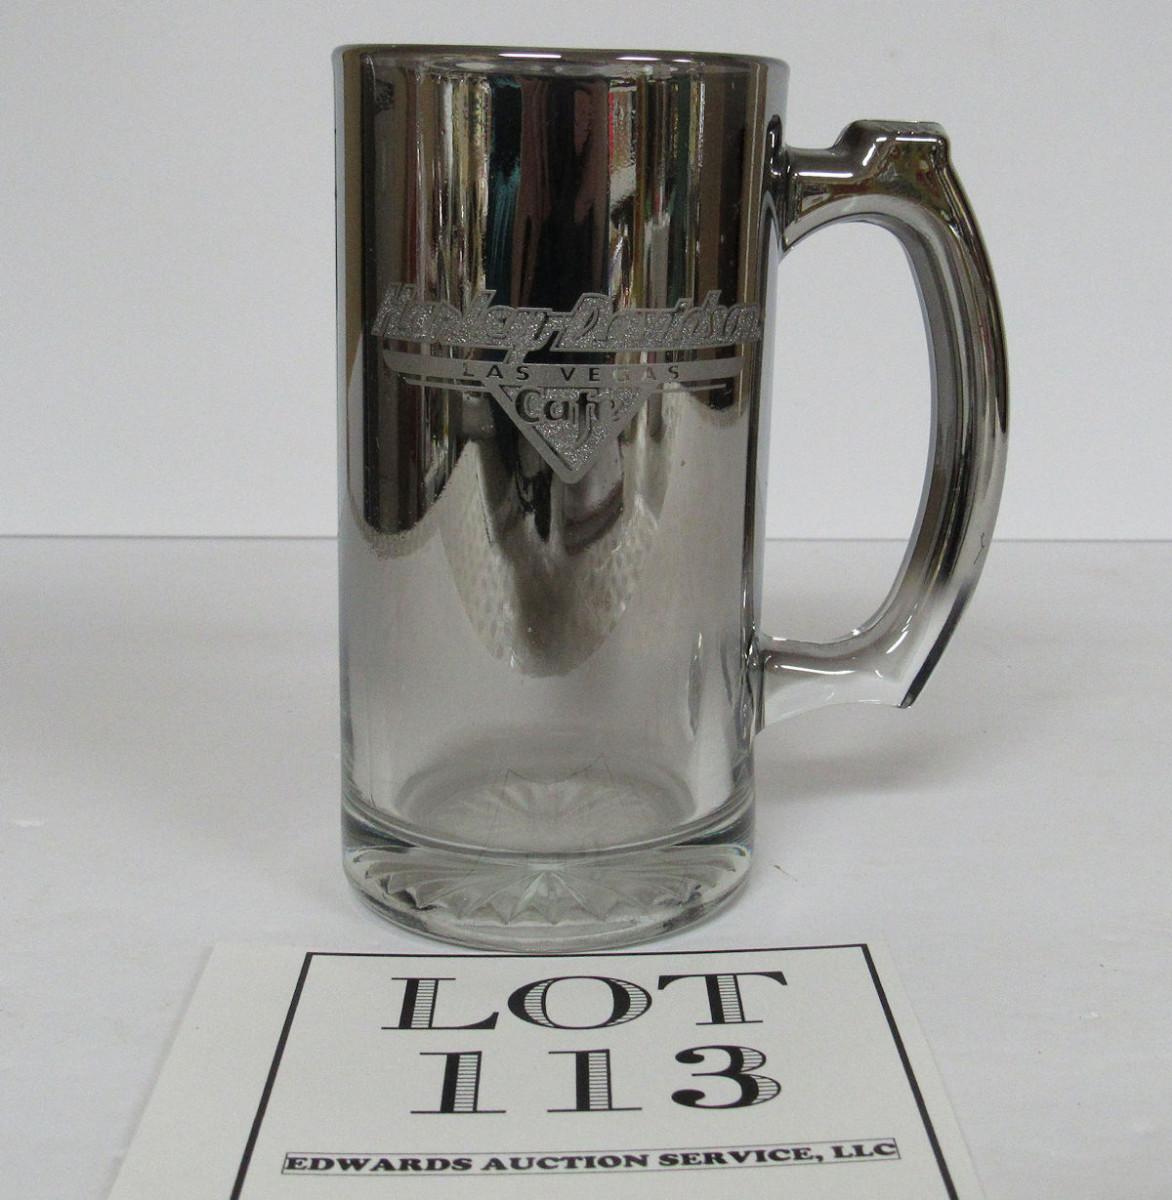 Harley-Davidson
LAS VEGAS
Cafe
LOT
113
EDWARDS AUCTION SERVICE, LLC